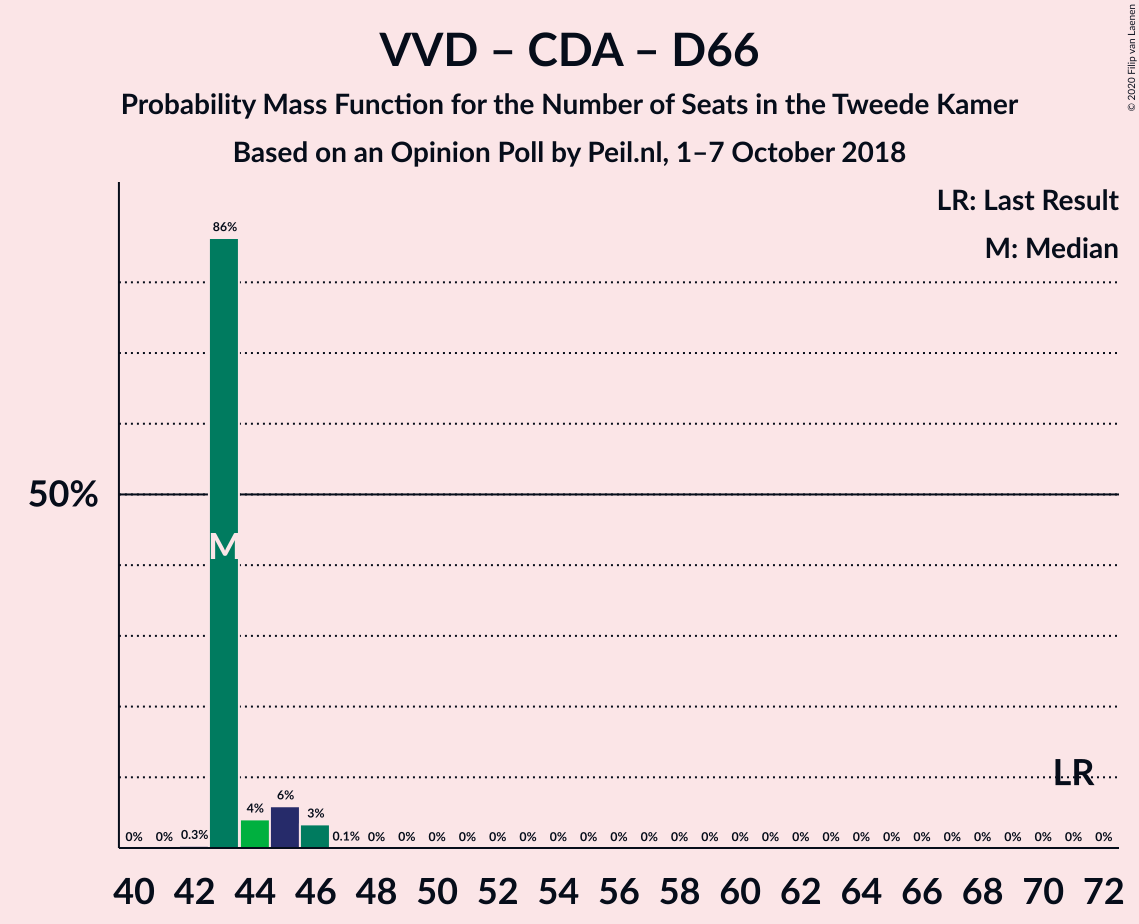 VVD – CDA – D66
Probability Mass Function for the Number of Seats in the Tweede Kamer
Based on an Opinion Poll by Peil.nl, 1–7 October 2018
© 2020 Filip van Laenen
LR: Last Result
M: Median
86%
50%
M
LR
0% 0% 0.3% 4% 6% 3% 0.1% 0% 0% 0% 0% 0% 0% 0% 0% 0% 0% 0% 0% 0% 0% 0% 0% 0% 0% 0% 0% 0% 0% 0% 0% 0%
40 42 44 46 48 50 52 54 56 58 60 62 64 66 68 70 72